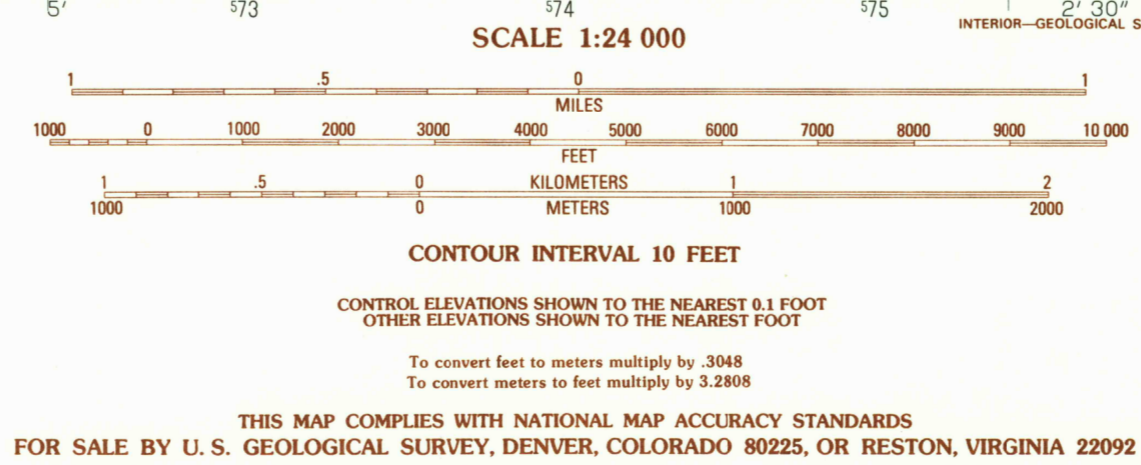 5' 573 574 575 2' 30"
INTERIOR—GEOLOGICAL S
SCALE 1:24 000
1 .5 0 1
MILES
1000 0 1000 2000 3000 4000 5000 6000 7000 8000 9000 10 000
FEET
1 .5 0 KILOMETERS 1 2
1000 0 METERS 1000 2000
CONTOUR INTERVAL 10 FEET
CONTROL ELEVATIONS SHOWN TO THE NEAREST 0.1 FOOT
OTHER ELEVATIONS SHOWN TO THE NEAREST FOOT
To convert feet to meters multiply by .3048
To convert meters to feet multiply by 3.2808
THIS MAP COMPLIES WITH NATIONAL MAP ACCURACY STANDARDS
FOR SALE BY U. S. GEOLOGICAL SURVEY, DENVER, COLORADO 80225, OR RESTON, VIRGINIA 22092